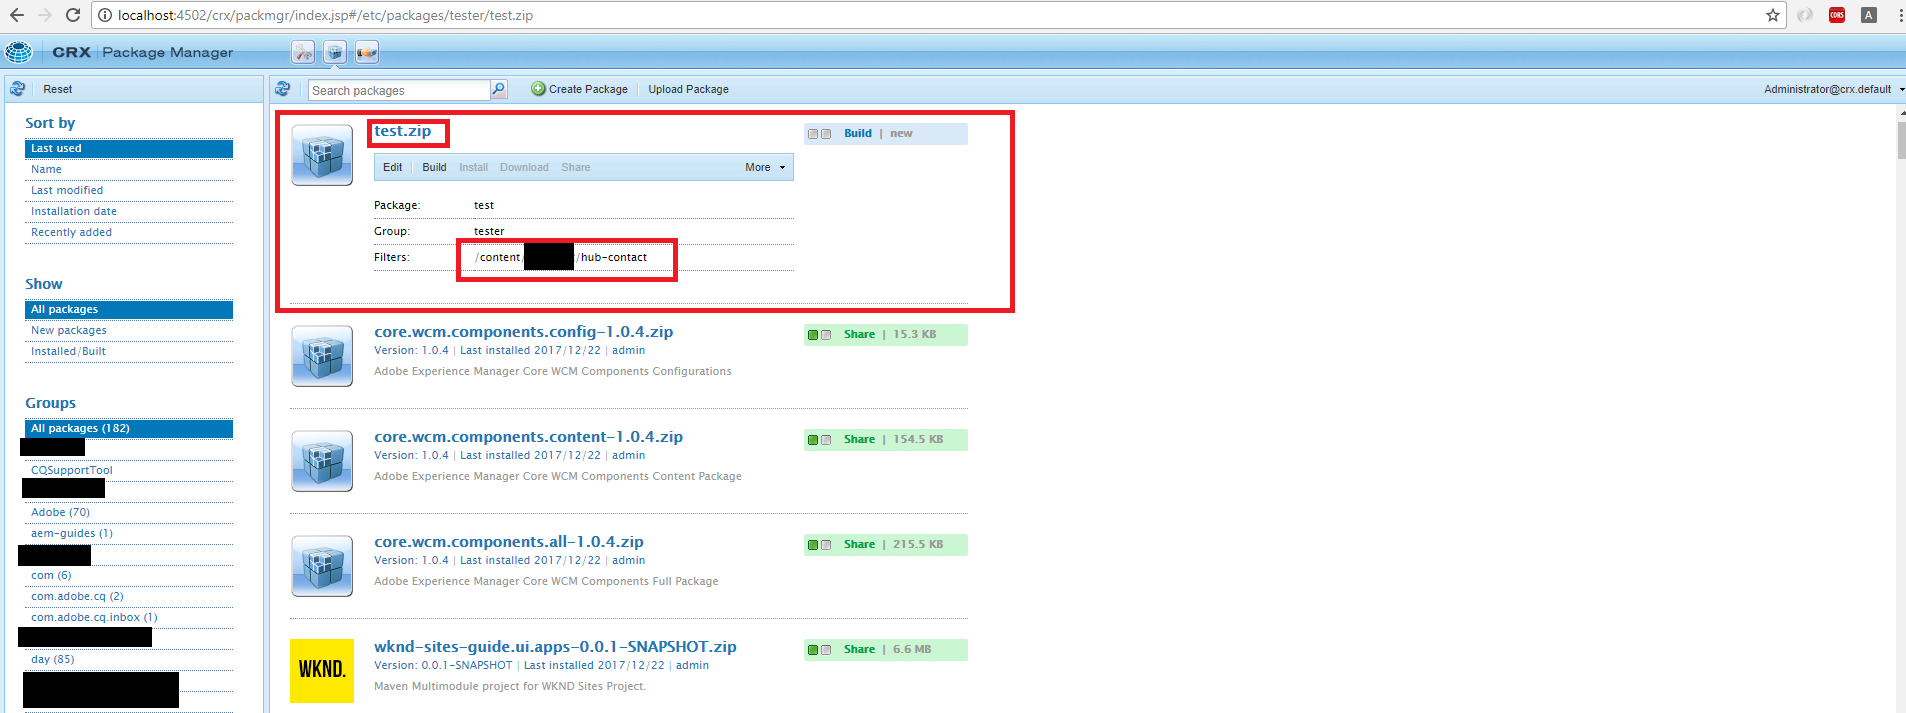 localhost:4502/crx/packmgr/index.jsp#/etc/packages/tester/test.zip
CORS
A
CRX Package Manager
Reset
Search packages
Create Package
Upload Package
Administrator@crx.default
Sort by
Last used
Name
Last modified
Installation date
Recently added
Show
All packages
New packages
Installed/Built
Groups
All packages (182)
CQSupportTool
Adobe (70)
aem-guides (1)
com (6)
com.adobe.cq (2)
com.adobe.cq.inbox (1)
day (85)
test.zip
Build | new
Edit Build Install Download Share More
Package: test
Group: tester
Filters: /content/ /hub-contact
core.wcm.components.config-1.0.4.zip
Share | 15.3 KB
Version: 1.0.4 | Last installed 2017/12/22 | admin
Adobe Experience Manager Core WCM Components Configurations
core.wcm.components.content-1.0.4.zip
Share | 154.5 KB
Version: 1.0.4 | Last installed 2017/12/22 | admin
Adobe Experience Manager Core WCM Components Content Package
core.wcm.components.all-1.0.4.zip
Share | 215.5 KB
Version: 1.0.4 | Last installed 2017/12/22 | admin
Adobe Experience Manager Core WCM Components Full Package
WKND.
wknd-sites-guide.ui.apps-0.0.1-SNAPSHOT.zip
Share | 6.6 MB
Version: 0.0.1-SNAPSHOT | Last installed 2017/12/22 | admin
Maven Multimodule project for WKND Sites Project.